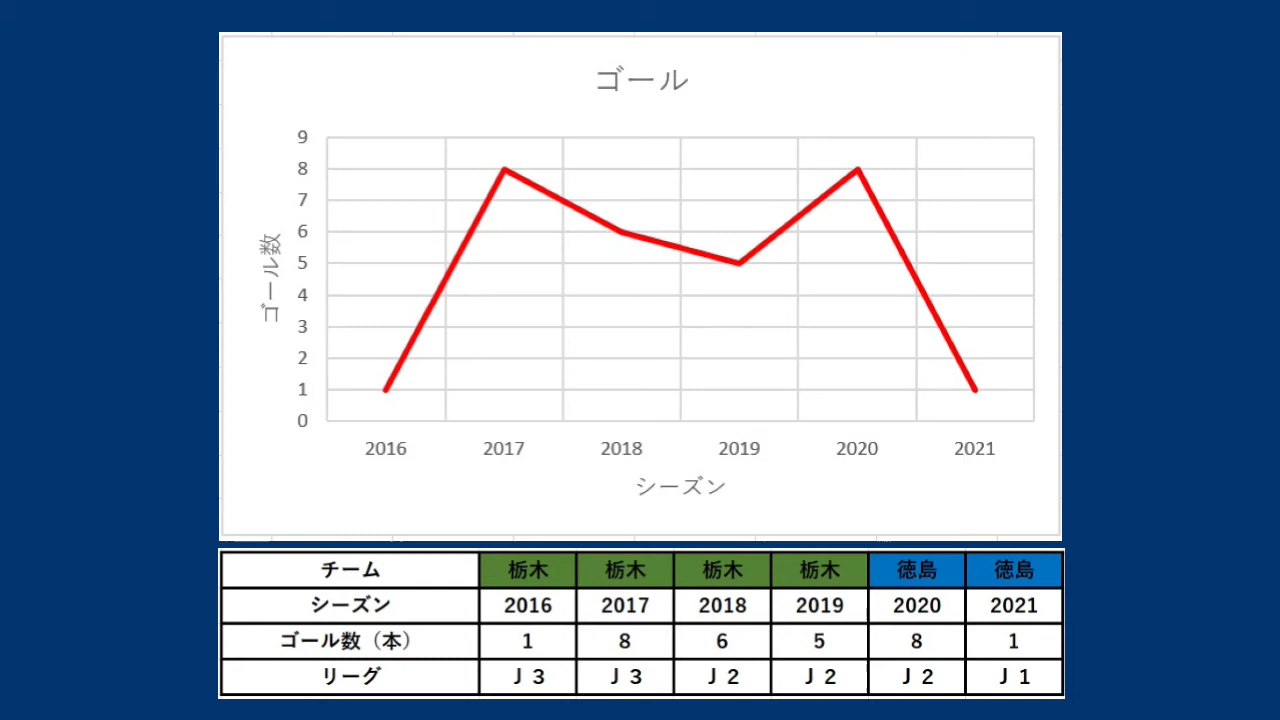 ゴール
9
8
7
6
5
4
3
2
1
0
ゴール数
2016 2017 2018 2019 2020 2021
シーズン
チーム 栃木 栃木 栃木 栃木 徳島 徳島
シーズン 2016 2017 2018 2019 2020 2021
ゴール数（本） 1 8 6 5 8 1
リーグ Ｊ３ Ｊ３ Ｊ２ Ｊ２ Ｊ２ Ｊ１